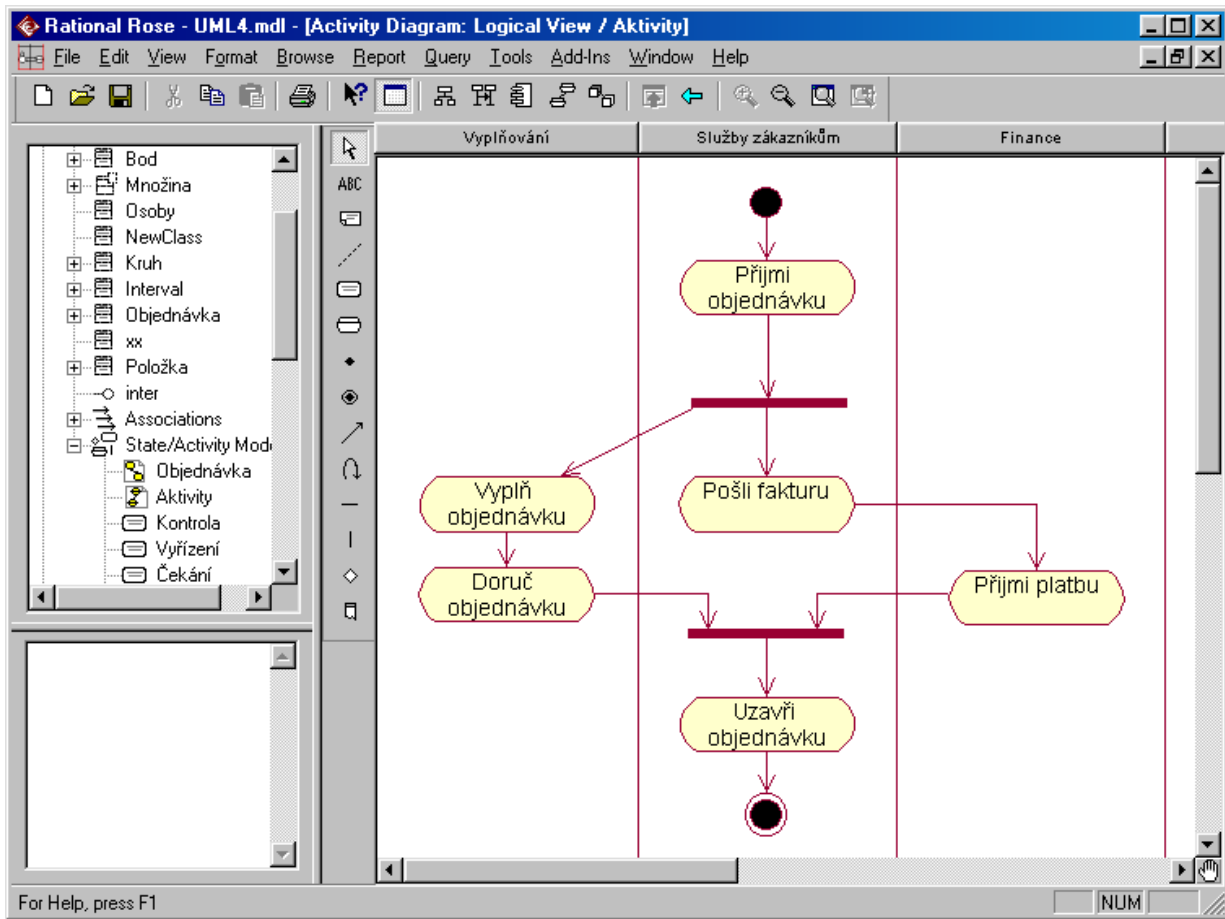 Rational Rose - UML4.mdl - [Activity Diagram: Logical View / Aktivity]
File Edit View Format Browse Report Query Tools Add-Ins Window Help
Bod
Množina
Osoby
NewClass
Kruh
Interval
Objednávka
xx
Položka
inter
Associations
State/Activity Mod
Objednávka
Aktivity
Kontrola
Vyřízení
Čekání
ABC
Vyplňování
Služby zákazníkům
Finance
Přijmi
objednávku
Vyplň
objednávku
Pošli fakturu
Doruč
objednávku
Přijmi platbu
Uzavři
objednávku
For Help, press F1
NUM